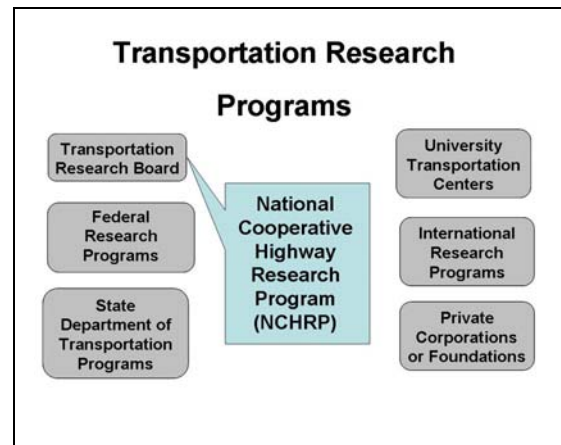 Transportation Research
Programs
Transportation
Research Board
Federal
Research
Programs
State
Department of
Transportation
Programs
National
Cooperative
Highway
Research
Program
(NCHRP)
University
Transportation
Centers
International
Research
Programs
Private
Corporations
or Foundations